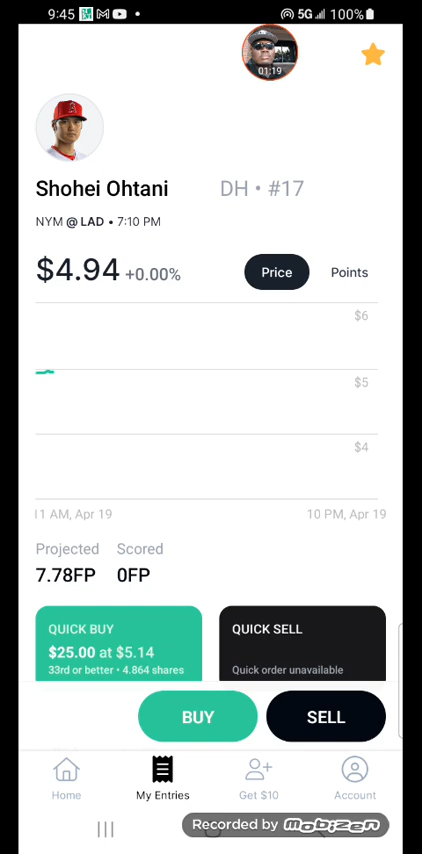 9:45
5G 100%
01:19
A
Shohei Ohtani DH • #17
NYM @ LAD • 7:10 PM
$4.94 +0.00% Price Points
$6
$5
$4
11 AM, Apr 19 10 PM, Apr 19
Projected Scored
7.78FP 0FP
QUICK BUY QUICK SELL
$25.00 at $5.14
33rd or better • 4.864 shares Quick order unavailable
BUY SELL
Home My Entries Get $10 Account
Recorded by mobizen